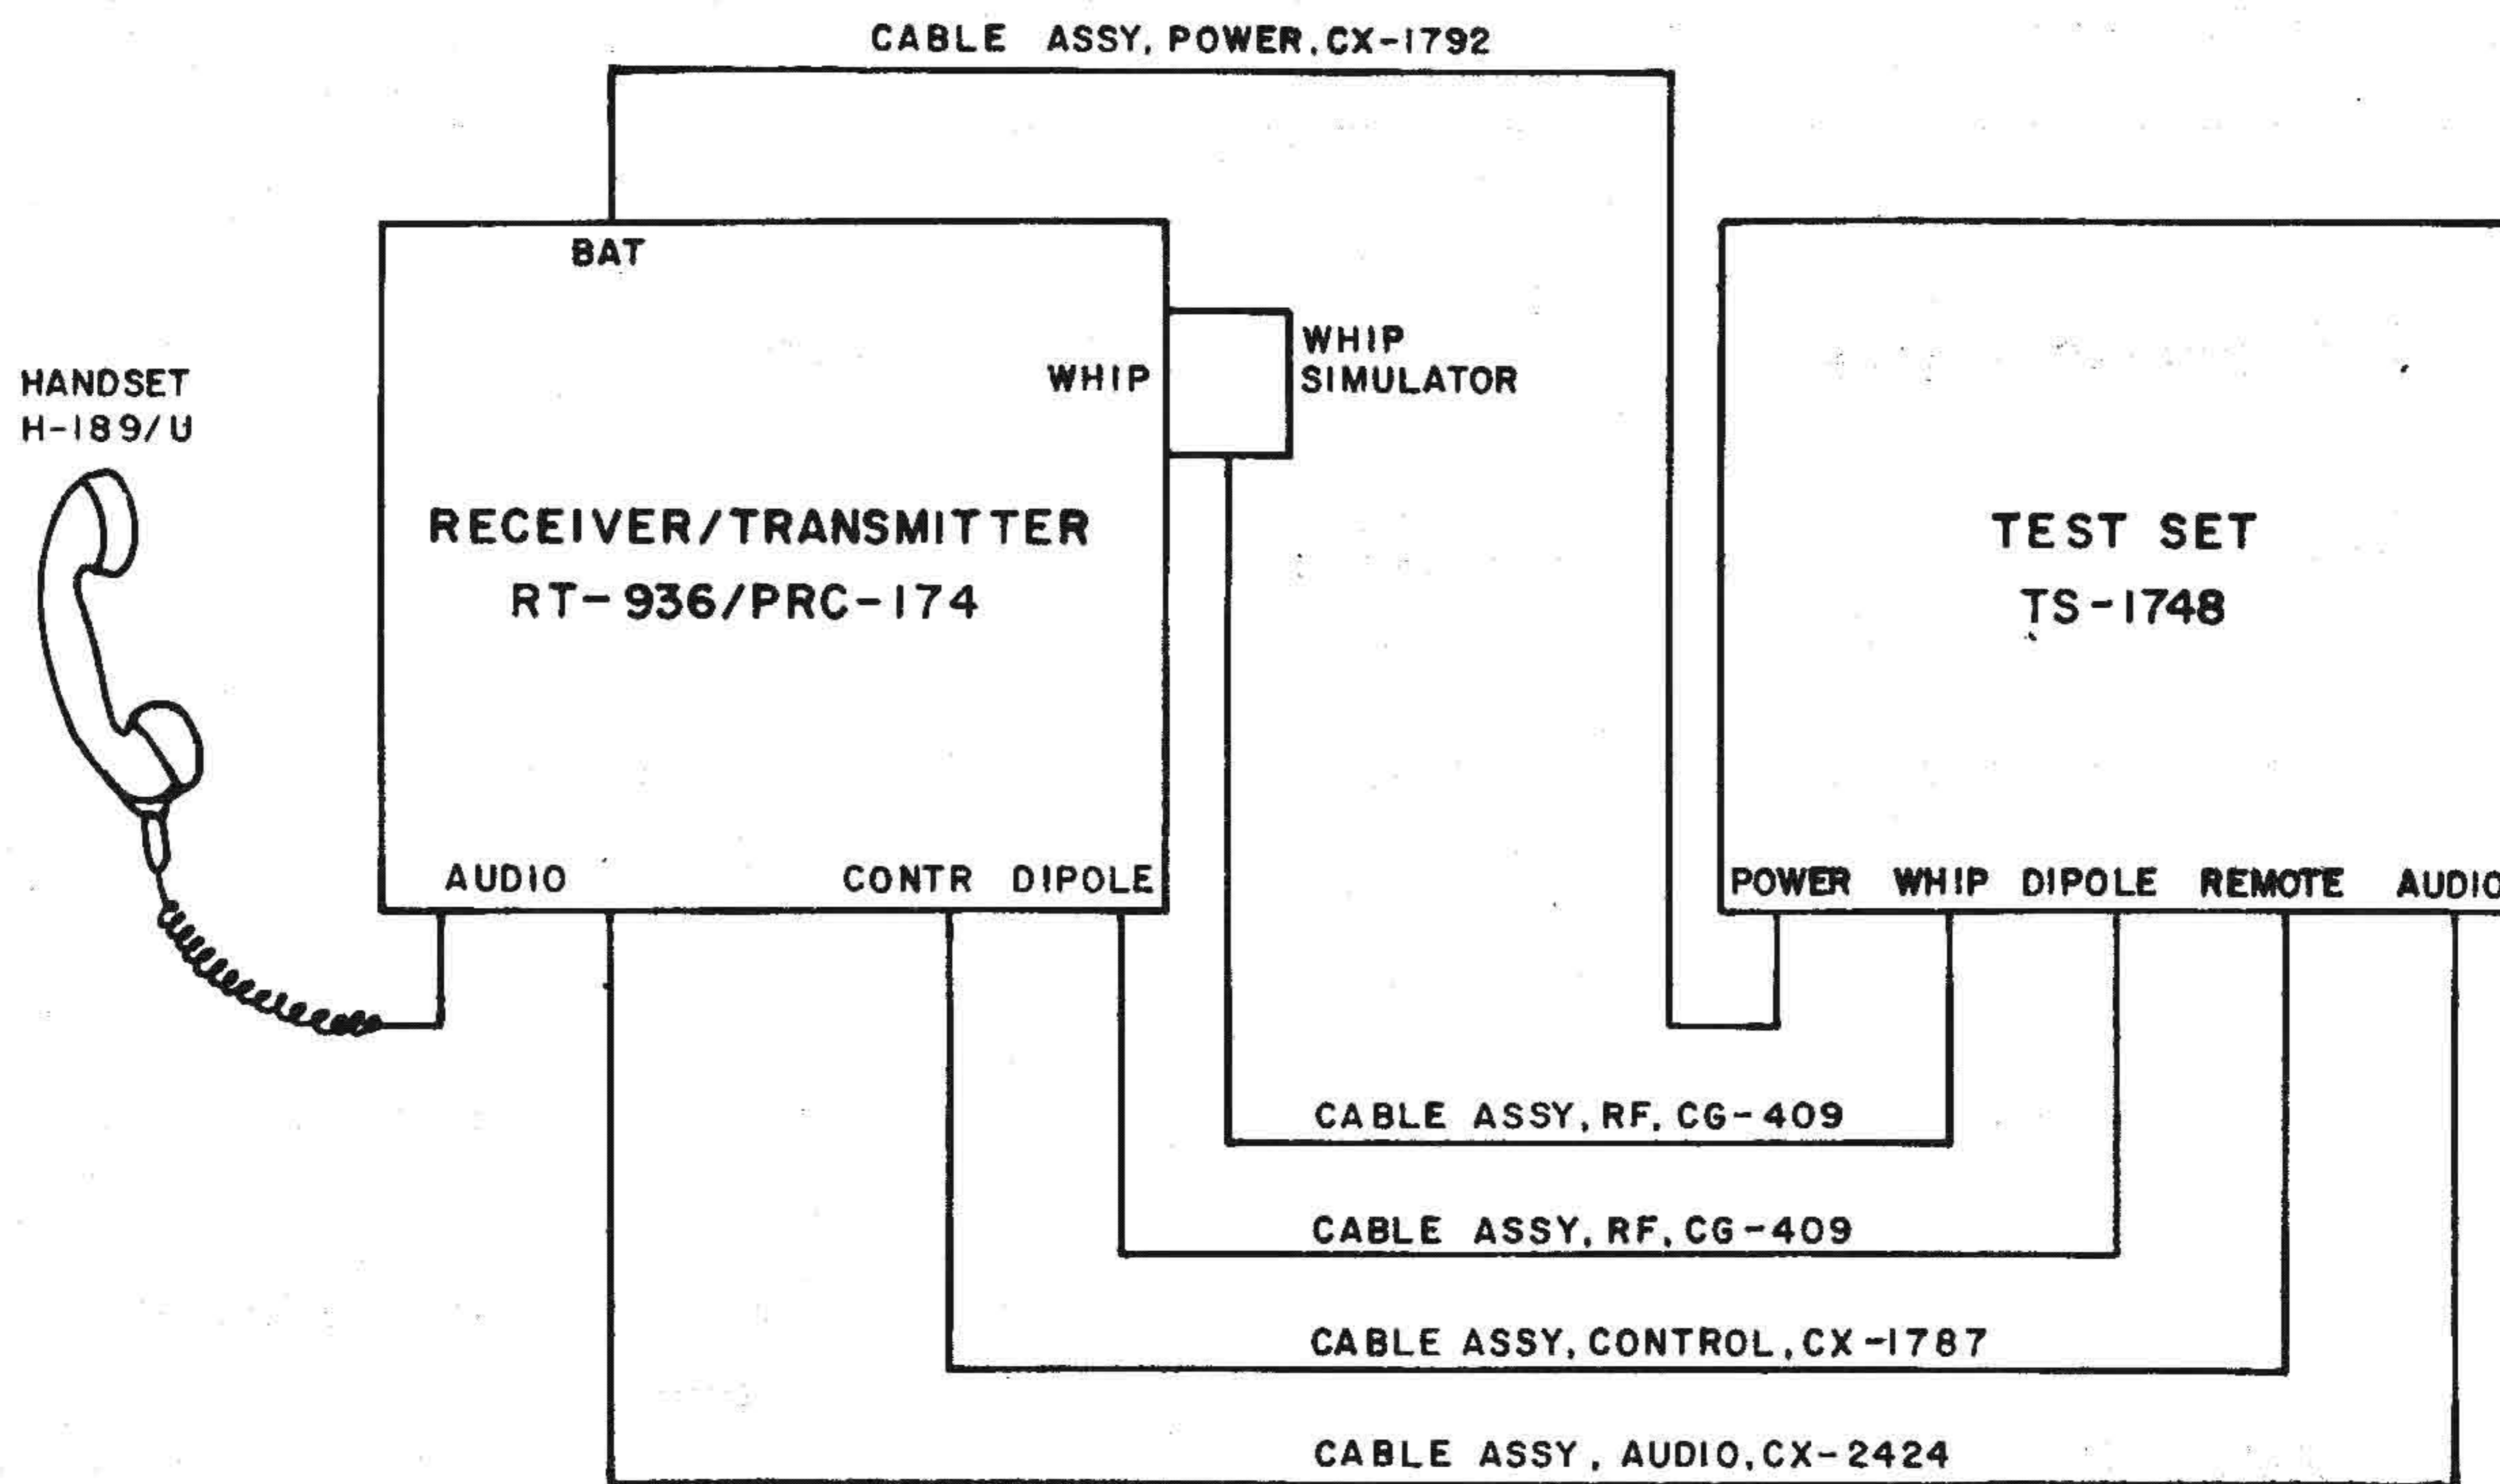 CABLE ASSY, POWER, CX-1792
BAT
WHIP
WHIP
SIMULATOR
HANDSET
H-189/U
RECEIVER/TRANSMITTER
RT-936/PRC-174
TEST SET
TS-1748
AUDIO CONTR DIPOLE
POWER WHIP DIPOLE REMOTE AUDIO
CABLE ASSY, RF, CG-409
CABLE ASSY, RF, CG-409
CABLE ASSY, CONTROL, CX-1787
CABLE ASSY, AUDIO, CX-2424